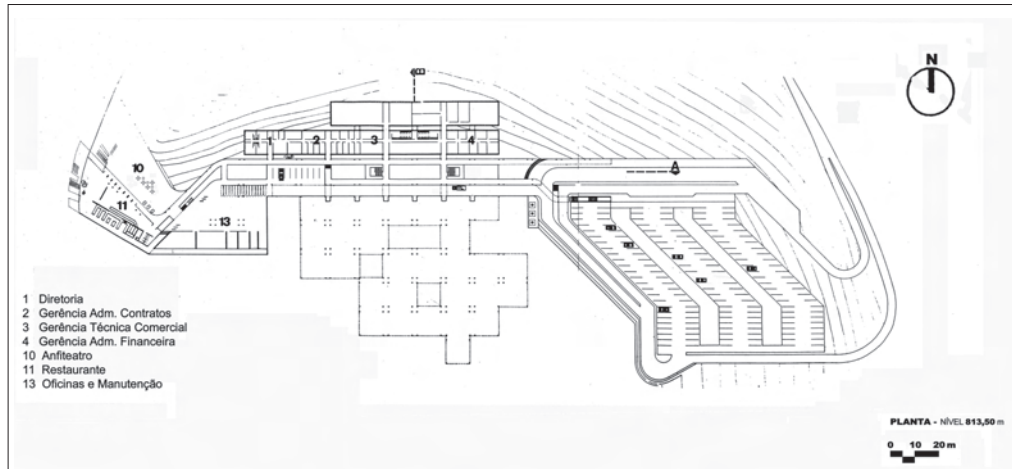 N
B
1
2
3
4
A
10
11
13
1 Diretoria
2 Gerência Adm. Contratos
3 Gerência Técnica Comercial
4 Gerência Adm. Financeira
10 Anfiteatro
11 Restaurante
13 Oficinas e Manutenção
PLANTA - NÍVEL 813,50 m
0 10 20 m